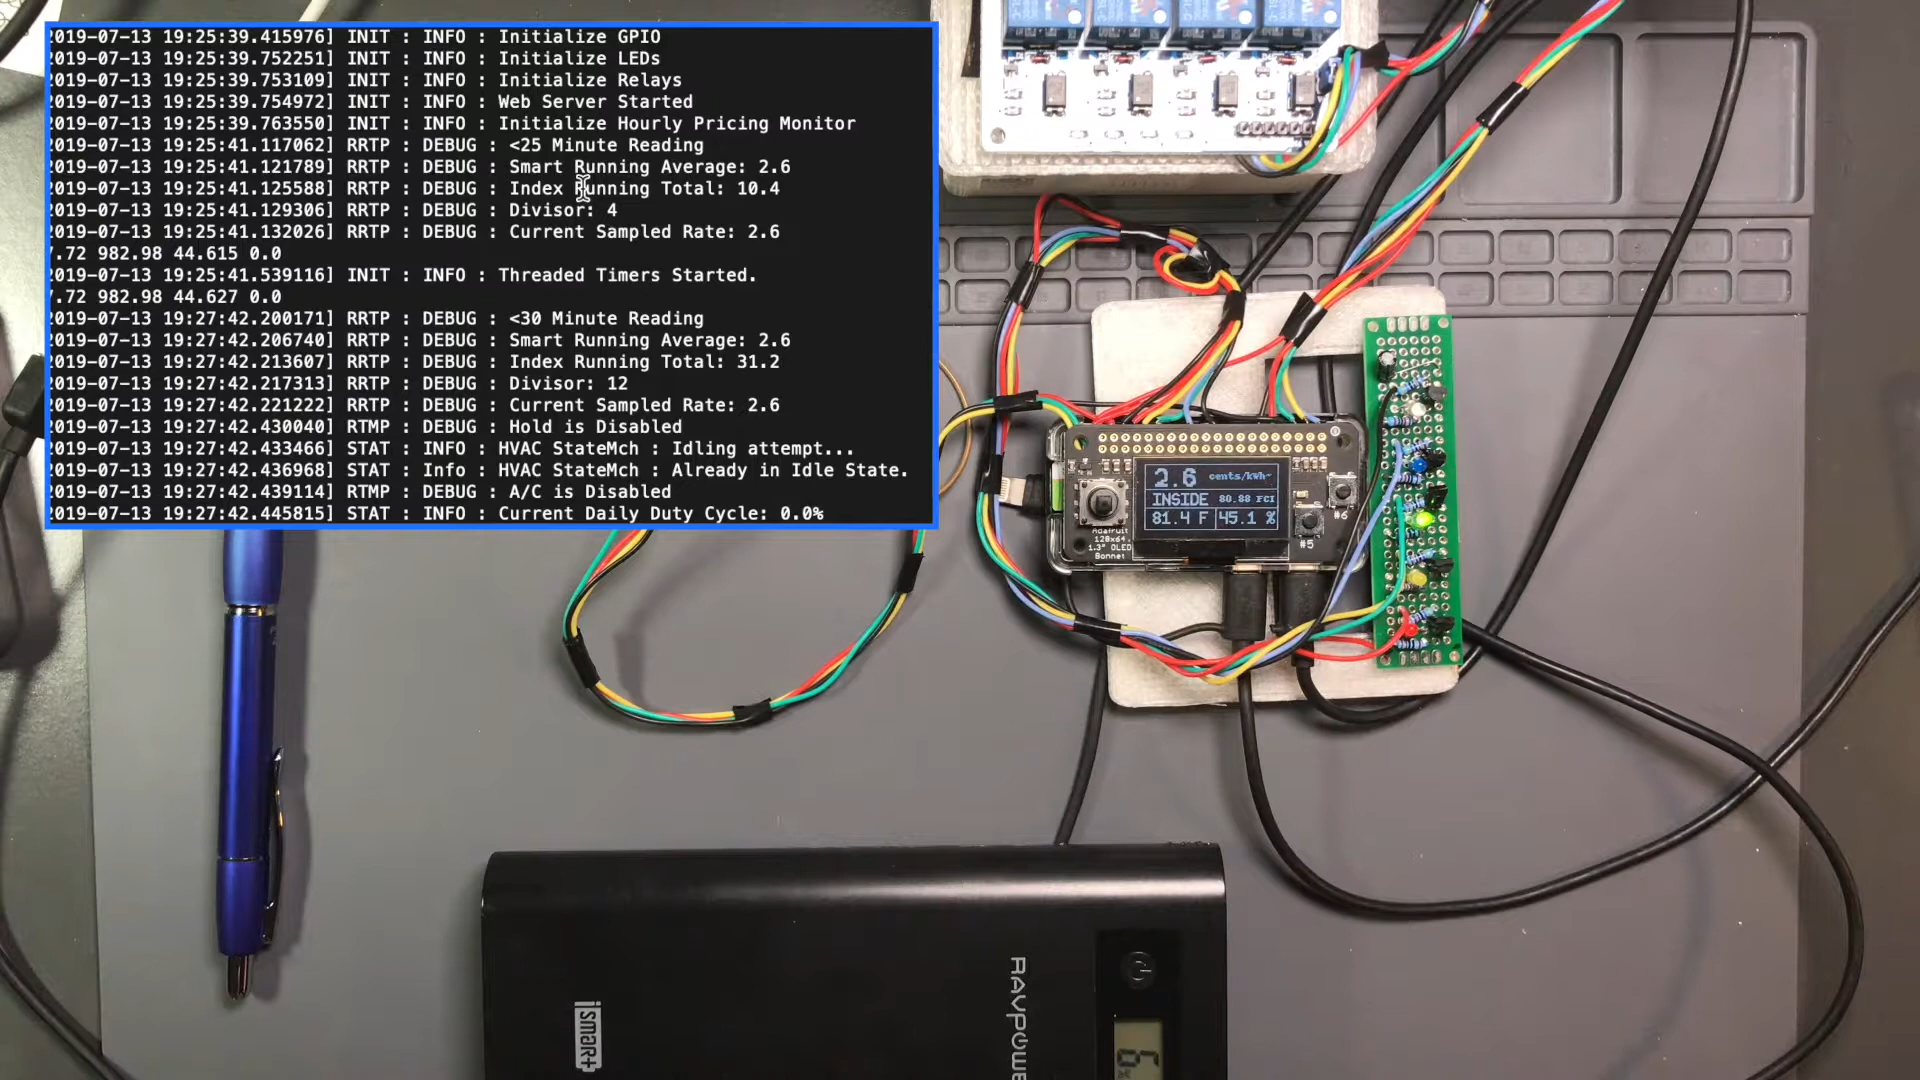 2019-07-13 19:25:39.415976] INIT : INFO : Initialize GPIO
2019-07-13 19:25:39.752251] INIT : INFO : Initialize LEDs
2019-07-13 19:25:39.753109] INIT : INFO : Initialize Relays
2019-07-13 19:25:39.754972] INIT : INFO : Web Server Started
2019-07-13 19:25:39.763550] INIT : INFO : Initialize Hourly Pricing Monitor
2019-07-13 19:25:41.117062] RRTP : DEBUG : <25 Minute Reading
2019-07-13 19:25:41.121789] RRTP : DEBUG : Smart Running Average: 2.6
2019-07-13 19:25:41.125588] RRTP : DEBUG : Index Running Total: 10.4
2019-07-13 19:25:41.129306] RRTP : DEBUG : Divisor: 4
2019-07-13 19:25:41.132026] RRTP : DEBUG : Current Sampled Rate: 2.6
.72 982.98 44.615 0.0
2019-07-13 19:25:41.539116] INIT : INFO : Threaded Timers Started.
.72 982.98 44.627 0.0
2019-07-13 19:27:42.200171] RRTP : DEBUG : <30 Minute Reading
2019-07-13 19:27:42.206740] RRTP : DEBUG : Smart Running Average: 2.6
2019-07-13 19:27:42.213607] RRTP : DEBUG : Index Running Total: 31.2
2019-07-13 19:27:42.217313] RRTP : DEBUG : Divisor: 12
2019-07-13 19:27:42.221222] RRTP : DEBUG : Current Sampled Rate: 2.6
2019-07-13 19:27:42.430040] RTMP : DEBUG : Hold is Disabled
2019-07-13 19:27:42.433466] STAT : INFO : HVAC StateMch : Idling attempt...
2019-07-13 19:27:42.436968] STAT : Info : HVAC StateMch : Already in Idle State.
2019-07-13 19:27:42.439114] RTMP : DEBUG : A/C is Disabled
2019-07-13 19:27:42.445815] STAT : INFO : Current Daily Duty Cycle: 0.0%
2.6 cents/kWh~
INSIDE 80.88 FCI
81.4 F 45.1 %
#6
#5
Adafruit
128x64
1.3" OLED
Bonnet
iSmart
RAVPOWE